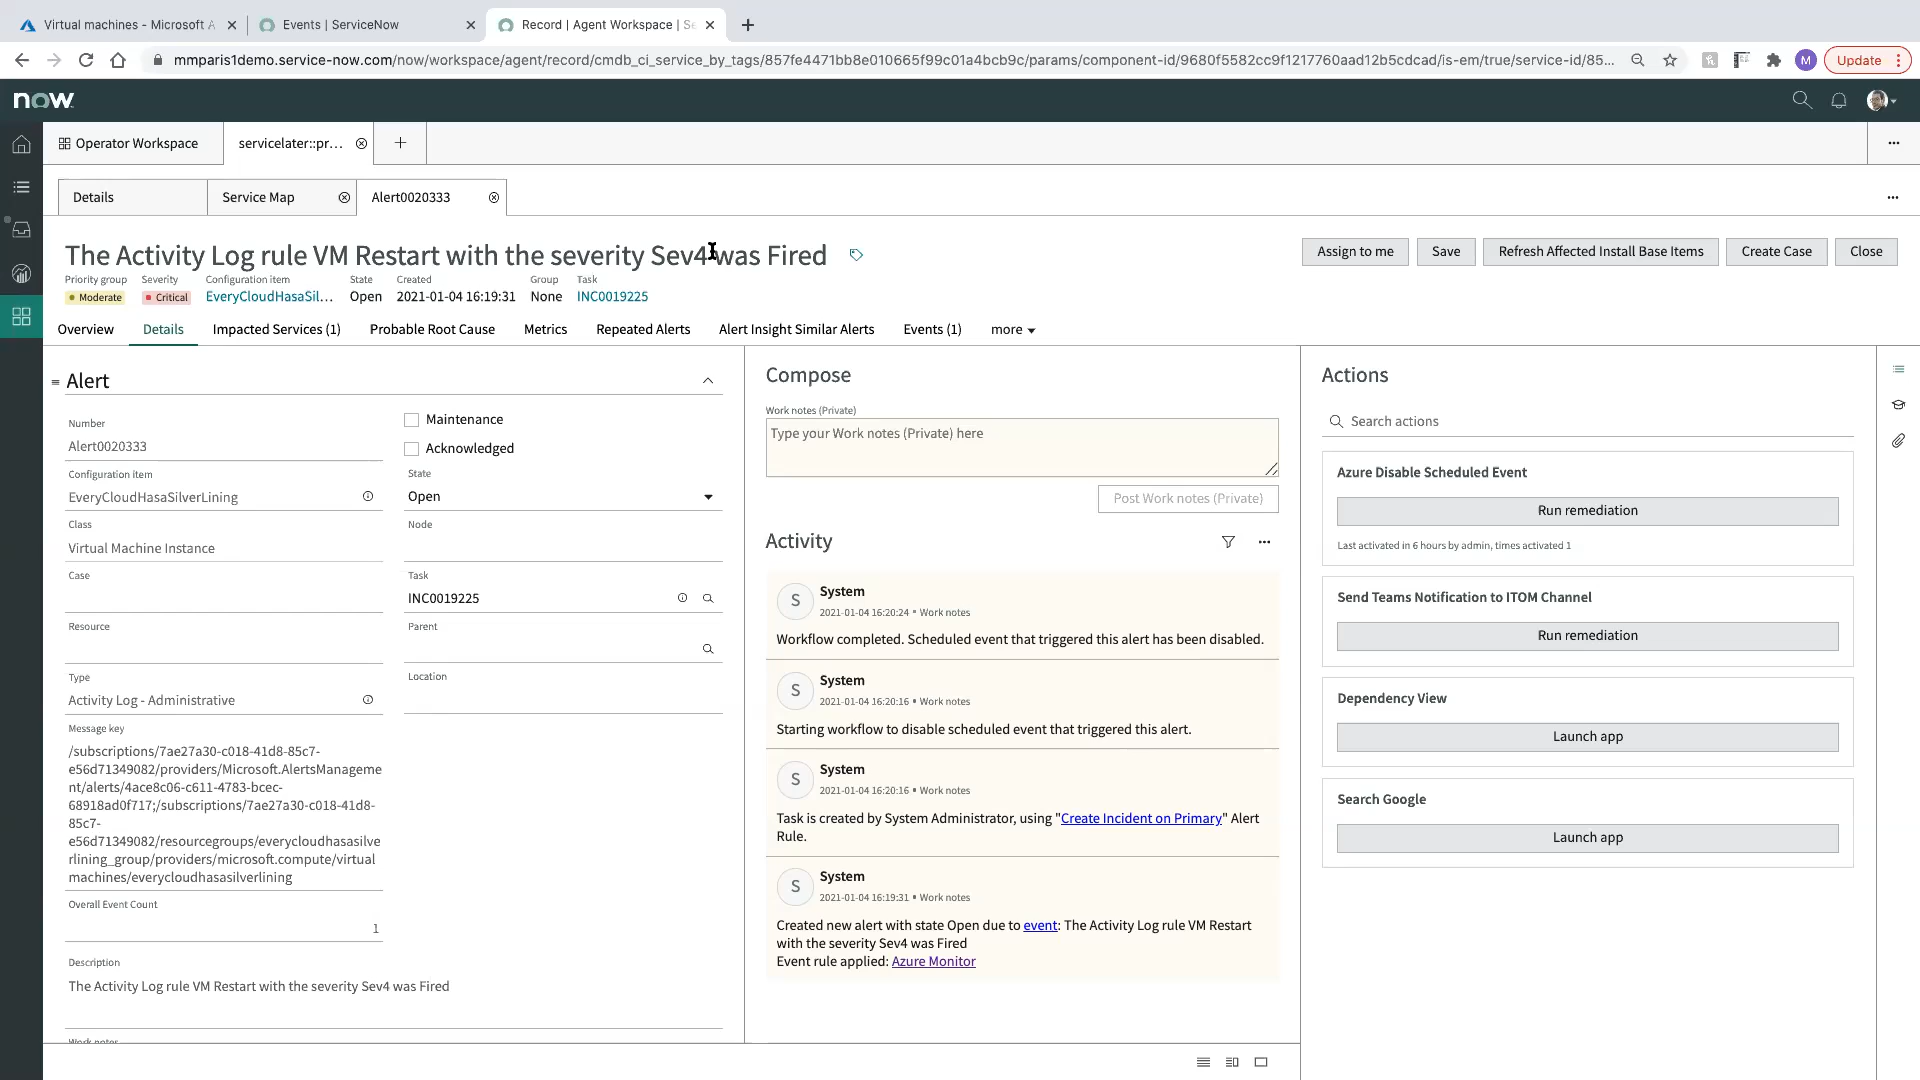 Virtual machines - Microsoft A
Events | ServiceNow
Record | Agent Workspace | Se
mmparis1demo.service-now.com/now/workspace/agent/record/cmdb_ci_service_by_tags/857fe4471bb8e010665f99c01a4bcb9c/params/component-id/9680f5582cc9f1217760aad12b5cdcad/is-em/true/service-id/85...
M
Update
now
Operator Workspace
servicelater::pr...
Details
Service Map
Alert0020333
The Activity Log rule VM Restart with the severity Sev4 was Fired
Assign to me
Save
Refresh Affected Install Base Items
Create Case
Close
Priority group
Severity
Configuration item
State
Created
Group
Task
Moderate
Critical
EveryCloudHasaSil...
Open
2021-01-04 16:19:31
None
INC0019225
Overview
Details
Impacted Services (1)
Probable Root Cause
Metrics
Repeated Alerts
Alert Insight Similar Alerts
Events (1)
more
Alert
Number
Alert0020333
Configuration item
EveryCloudHasaSilverLining
Class
Virtual Machine Instance
Case
Resource
Type
Activity Log - Administrative
Message key
/subscriptions/7ae27a30-c018-41d8-85c7-
e56d71349082/providers/Microsoft.AlertsManageme
nt/alerts/4ace8c06-c611-4783-bcec-
68918ad0f717;/subscriptions/7ae27a30-c018-41d8-
85c7-
e56d71349082/resourcegroups/everycloudhasasilve
rlining_group/providers/microsoft.compute/virtual
machines/everycloudhasasilverlining
Overall Event Count
1
Description
The Activity Log rule VM Restart with the severity Sev4 was Fired
Work notes
Maintenance
Acknowledged
State
Open
Node
Task
INC0019225
Parent
Location
Compose
Work notes (Private)
Type your Work notes (Private) here
Post Work notes (Private)
Activity
S
System
2021-01-04 16:20:24 • Work notes
Workflow completed. Scheduled event that triggered this alert has been disabled.
S
System
2021-01-04 16:20:16 • Work notes
Starting workflow to disable scheduled event that triggered this alert.
S
System
2021-01-04 16:20:16 • Work notes
Task is created by System Administrator, using "Create Incident on Primary" Alert
Rule.
S
System
2021-01-04 16:19:31 • Work notes
Created new alert with state Open due to event: The Activity Log rule VM Restart
with the severity Sev4 was Fired
Event rule applied: Azure Monitor
Actions
Search actions
Azure Disable Scheduled Event
Run remediation
Last activated in 6 hours by admin, times activated 1
Send Teams Notification to ITOM Channel
Run remediation
Dependency View
Launch app
Search Google
Launch app